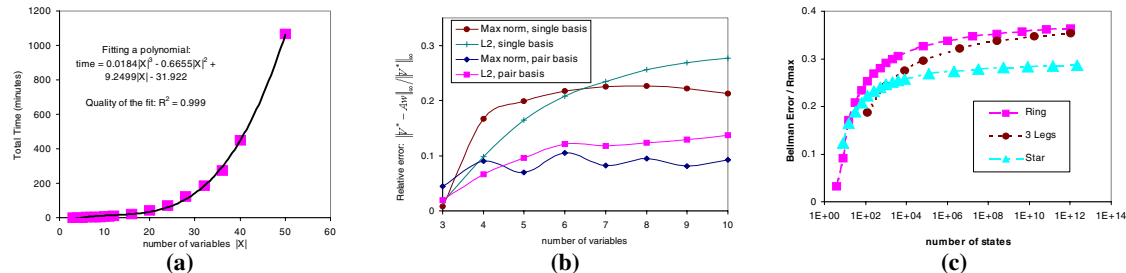 1200
1000
800
600
400
200
0
0
10
20
30
40
50
60
Total Time (minutes)
number of variables |X|
Fitting a polynomial:
time = 0.0184|X|³ - 0.6655|X|² +
9.2499|X| - 31.922
Quality of the fit: R² = 0.999
(a)
Max norm, single basis
L2, single basis
Max norm, pair basis
L2, pair basis
0.3
0.2
0.1
0
3
4
5
6
7
8
9
10
Relative error: ||𝒱* - 𝒜w||∞ / ||𝒱*||∞
number of variables
(b)
0.4
0.3
0.2
0.1
0
1E+00
1E+02
1E+04
1E+06
1E+08
1E+10
1E+12
1E+14
Bellman Error / Rmax
number of states
Ring
3 Legs
Star
(c)